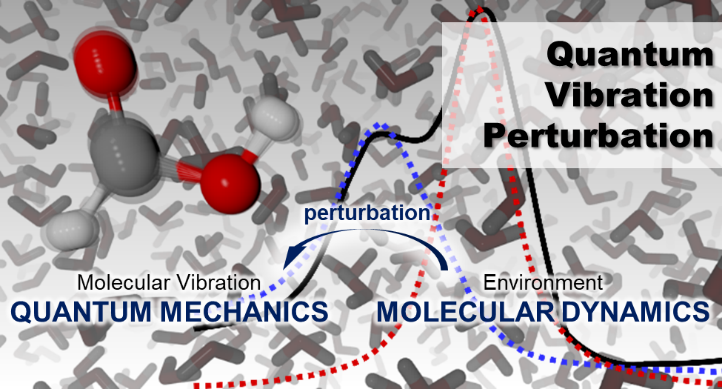 Quantum
Vibration
Perturbation
perturbation
Molecular Vibration
QUANTUM MECHANICS
Environment
MOLECULAR DYNAMICS